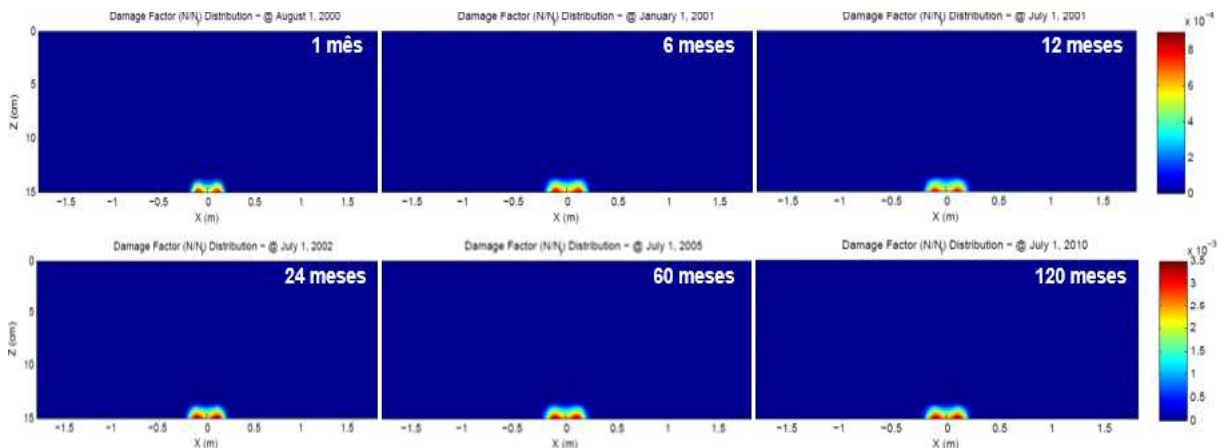 Damage Factor (N/Nf) Distribution - @ August 1, 2000
Damage Factor (N/Nf) Distribution - @ January 1, 2001
Damage Factor (N/Nf) Distribution - @ July 1, 2001
x 10⁻⁴
1 mês
6 meses
12 meses
0
5
10
15
Z (cm)
8
6
4
2
0
-1.5 -1 -0.5 0 0.5 1 1.5
-1.5 -1 -0.5 0 0.5 1 1.5
-1.5 -1 -0.5 0 0.5 1 1.5
X (m)
X (m)
X (m)
Damage Factor (N/Nf) Distribution - @ July 1, 2002
Damage Factor (N/Nf) Distribution - @ July 1, 2005
Damage Factor (N/Nf) Distribution - @ July 1, 2010
x 10⁻³
24 meses
60 meses
120 meses
0
5
10
15
Z (cm)
3.5
3
2.5
2
1.5
1
0.5
0
-1.5 -1 -0.5 0 0.5 1 1.5
-1.5 -1 -0.5 0 0.5 1 1.5
-1.5 -1 -0.5 0 0.5 1 1.5
X (m)
X (m)
X (m)